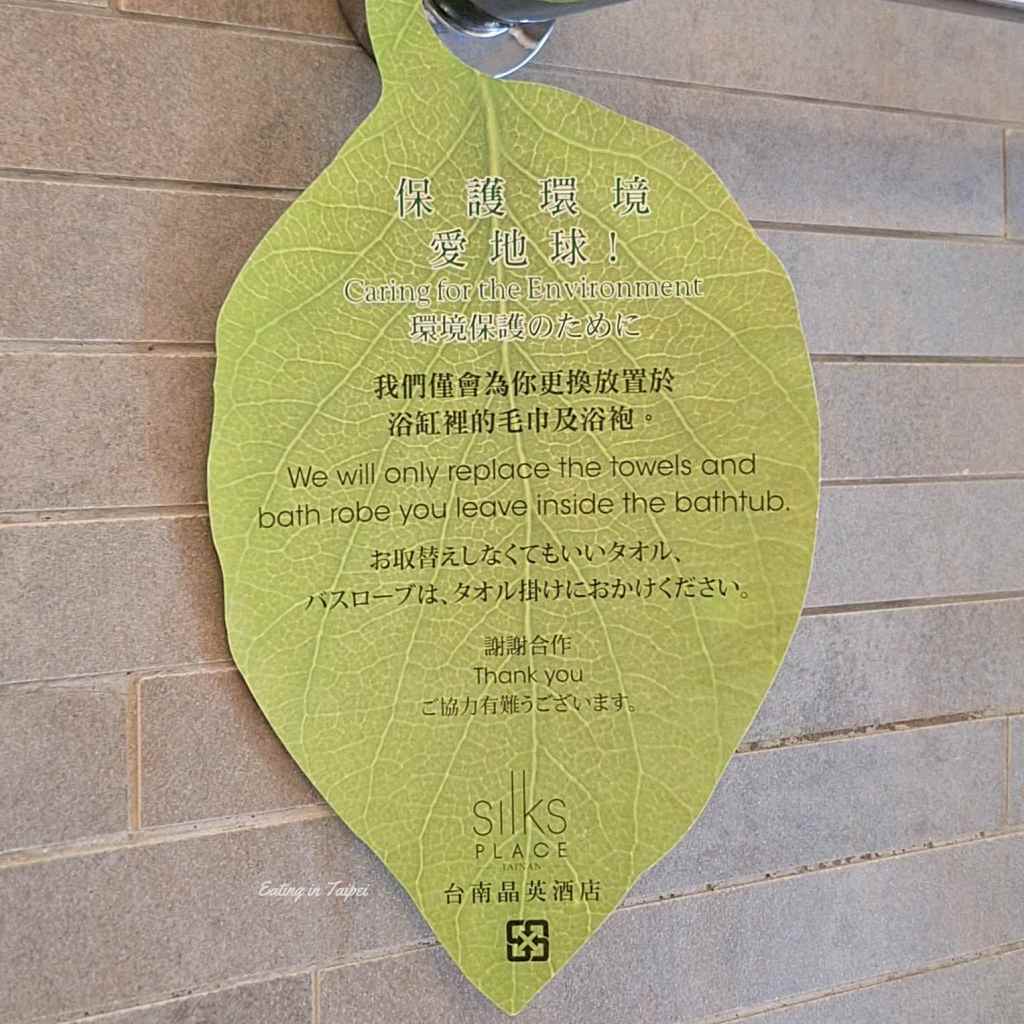 保護環境
愛地球!
Caring for the Environment
環境保護のために
我們僅會為你更換放置於
浴缸裡的毛巾及浴袍。
We will only replace the towels and
bath robe you leave inside the bathtub.
お取替えしなくてもいいタオル、
バスローブは、タオル掛けにおかけください。
謝謝合作
Thank you
ご協力有難うございます。
silks
PLACE
TAINAN
台南晶英酒店
Eating in Taipei